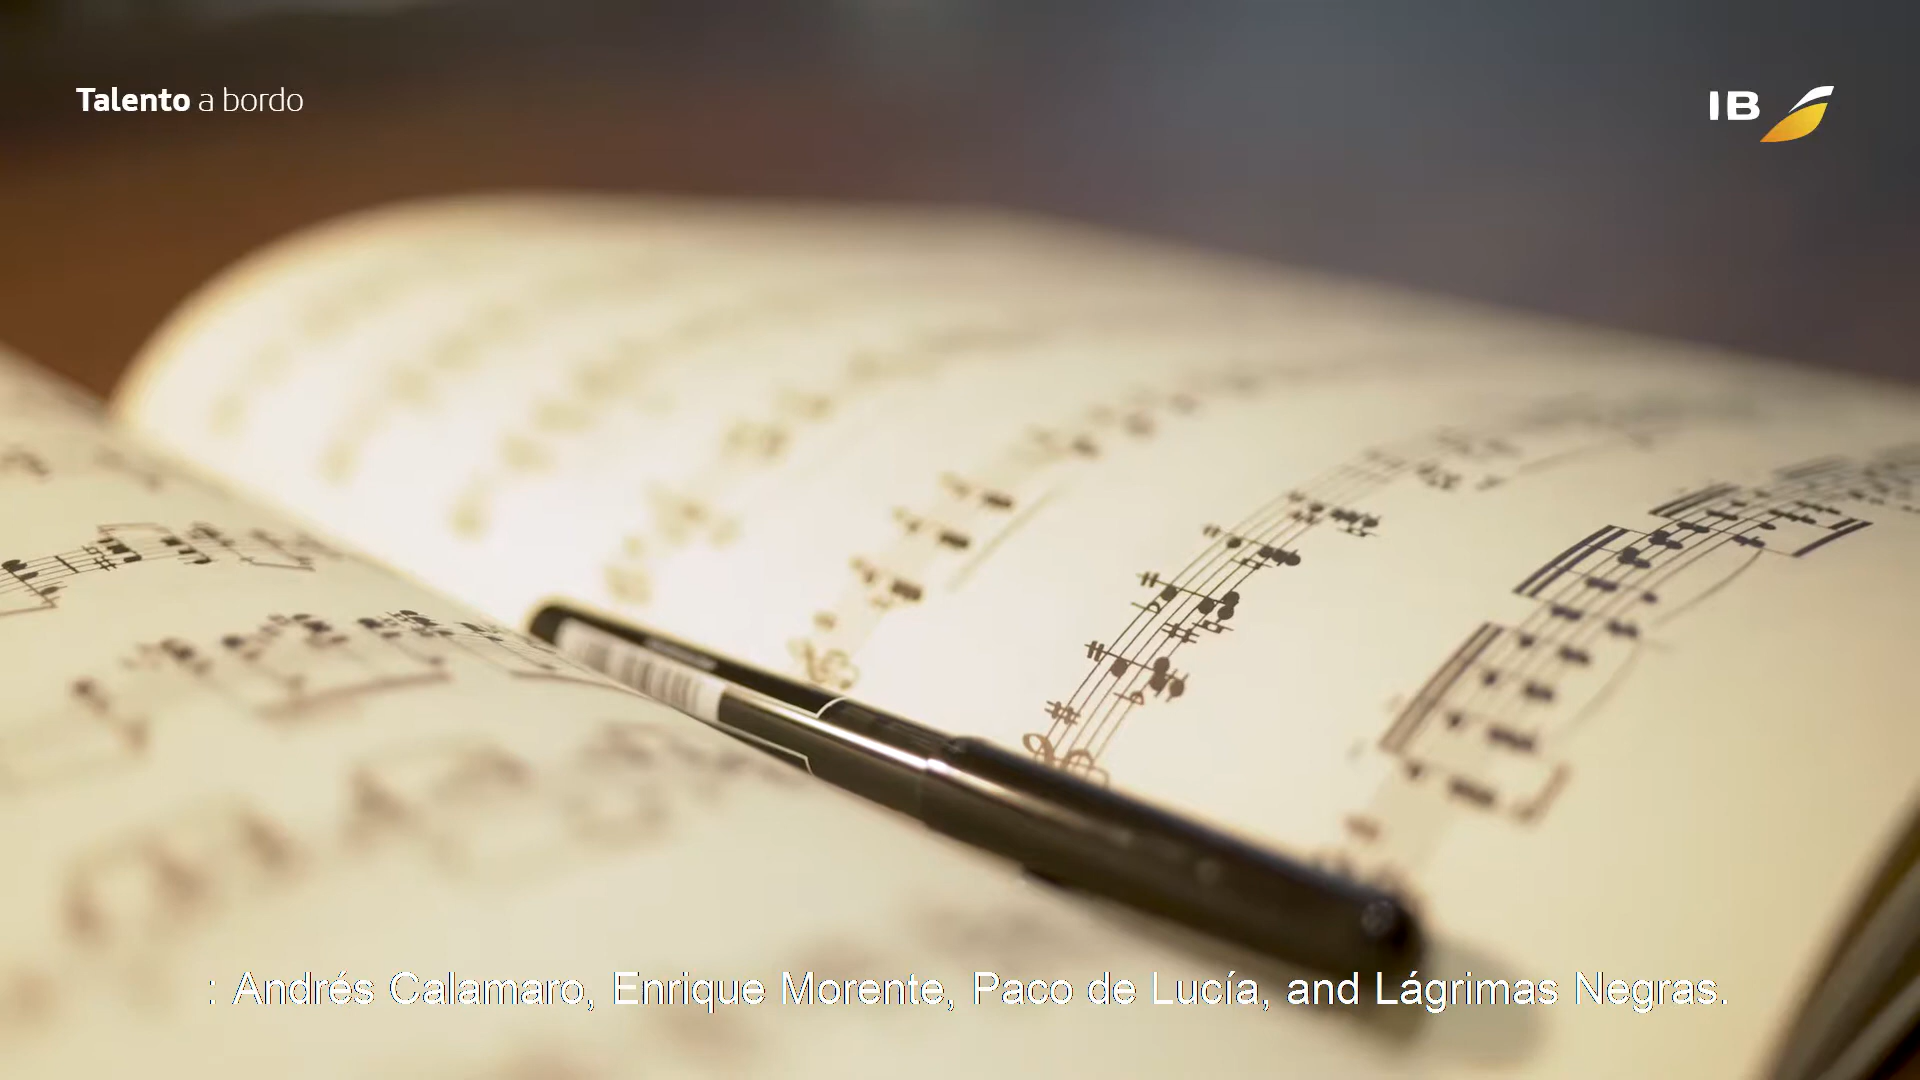 Talento a bordo
IB
: Andrés Calamaro, Enrique Morente, Paco de Lucía, and Lágrimas Negras.